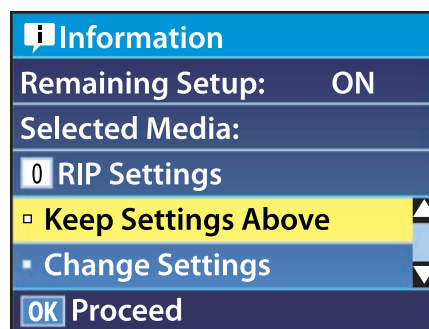 Information
Remaining Setup: ON
Selected Media:
0 RIP Settings
Keep Settings Above
Change Settings
OK Proceed